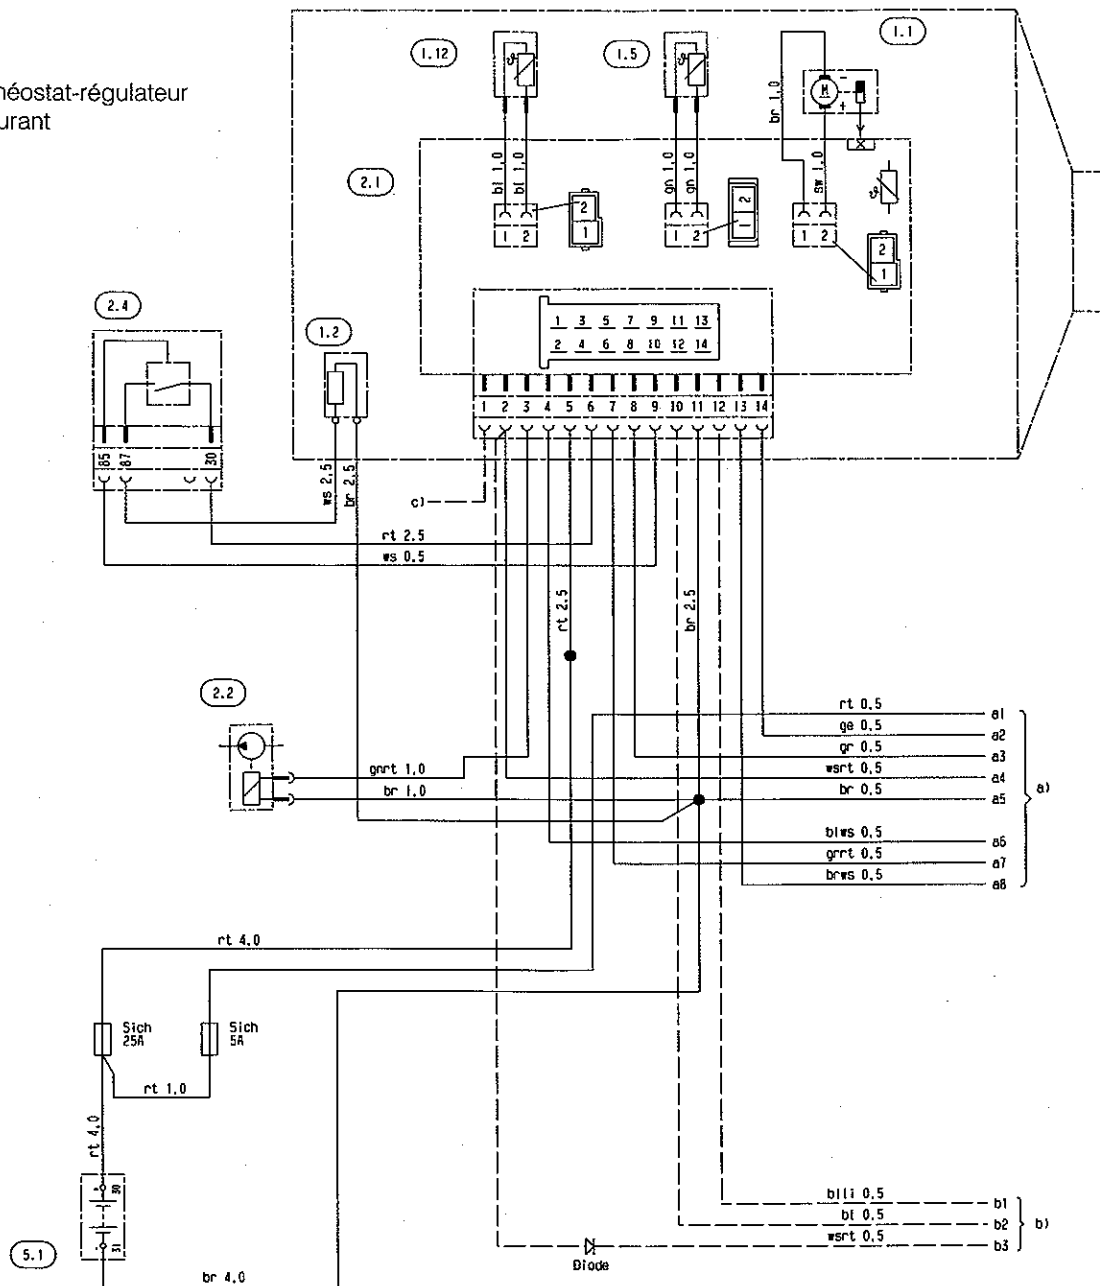 néostat-régulateur
urant
1.12
1.5
1.1
br 1,0
M
- +
2.1
bl 1,0
bl 1,0
gn 1,0
gn 1,0
sw 1,0
1 2
2
1
1 2
2
1
1 2
2
1
2.4
1.2
1 3 5 7 9 11 13
2 4 6 8 10 12 14
1 2 3 4 5 6 7 8 9 10 11 12 13 14
85 87 30
ws 2,5
br 2,5
c)
rt 2.5
ws 0.5
rt 2.5
br 2.5
2.2
rt 0.5 a1
ge 0.5 a2
gr 0.5 a3
gnrt 1,0
wsrt 0.5 a4
br 1.0
br 0.5 a5
a)
blws 0.5 a6
grrt 0.5 a7
brws 0.5 a8
rt 4.0
Sich
25A
Sich
5A
rt 1.0
rt 4.0
30
31
5.1
blli 0.5 b1
bl 0.5 b2
b)
wsrt 0.5 b3
Diode
br 4.0